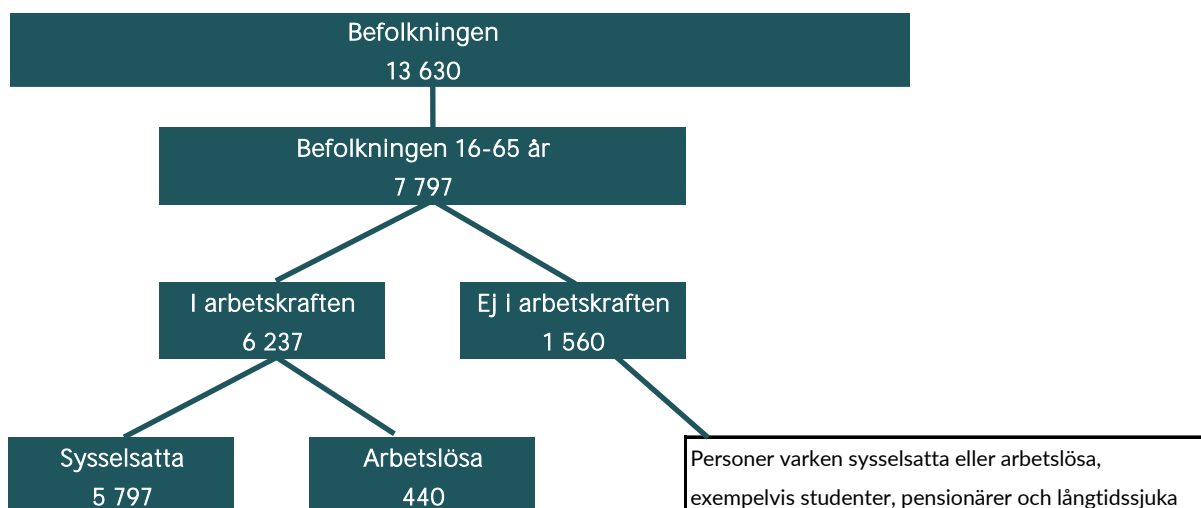 Befolkningen
13 630
Befolkningen 16-65 år
7 797
I arbetskraften
6 237
Ej i arbetskraften
1 560
Sysselsatta
5 797
Arbetslösa
440
Personer varken sysselsatta eller arbetslösa,
exempelvis studenter, pensionärer och långtidssjuka